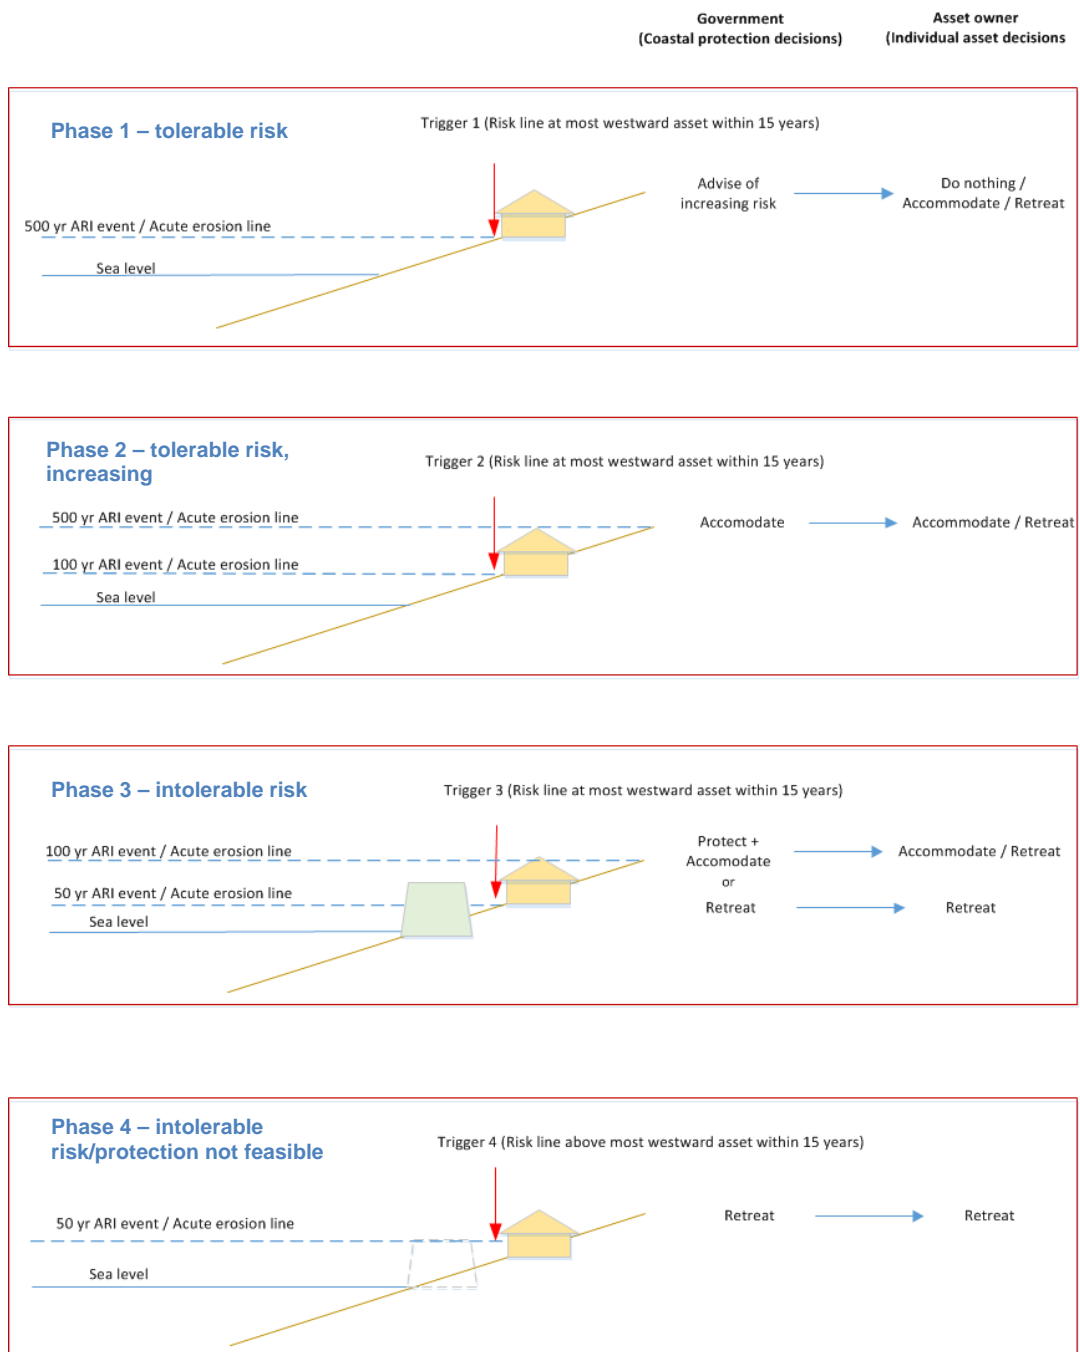 Government
(Coastal protection decisions)
Asset owner
(Individual asset decisions
Phase 1 – tolerable risk
Trigger 1 (Risk line at most westward asset within 15 years)
Advise of
increasing risk
Do nothing /
Accommodate / Retreat
500 yr ARI event / Acute erosion line
Sea level
Phase 2 – tolerable risk,
increasing
Trigger 2 (Risk line at most westward asset within 15 years)
500 yr ARI event / Acute erosion line
Accomodate
Accommodate / Retreat
100 yr ARI event / Acute erosion line
Sea level
Phase 3 – intolerable risk
Trigger 3 (Risk line at most westward asset within 15 years)
100 yr ARI event / Acute erosion line
Protect +
Accomodate
or
Retreat
Accommodate / Retreat
Retreat
50 yr ARI event / Acute erosion line
Sea level
Phase 4 – intolerable
risk/protection not feasible
Trigger 4 (Risk line above most westward asset within 15 years)
50 yr ARI event / Acute erosion line
Retreat
Retreat
Sea level